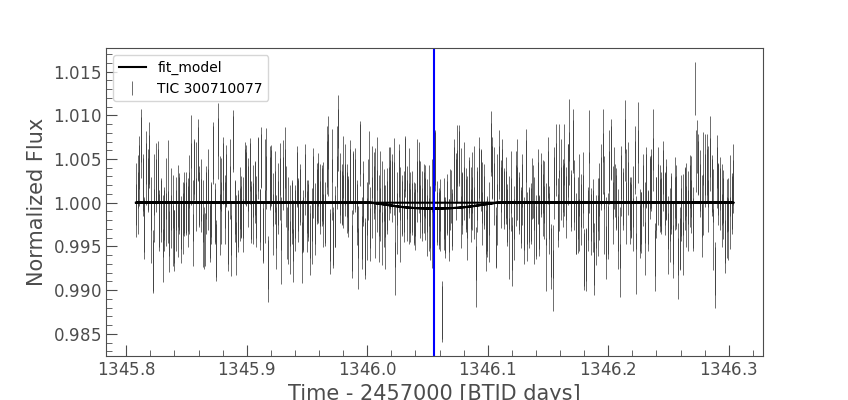 fit_model
TIC 300710077
1.015
1.010
1.005
1.000
0.995
0.990
0.985
Normalized Flux
1345.8 1345.9 1346.0 1346.1 1346.2 1346.3
Time - 2457000 [BTJD days]